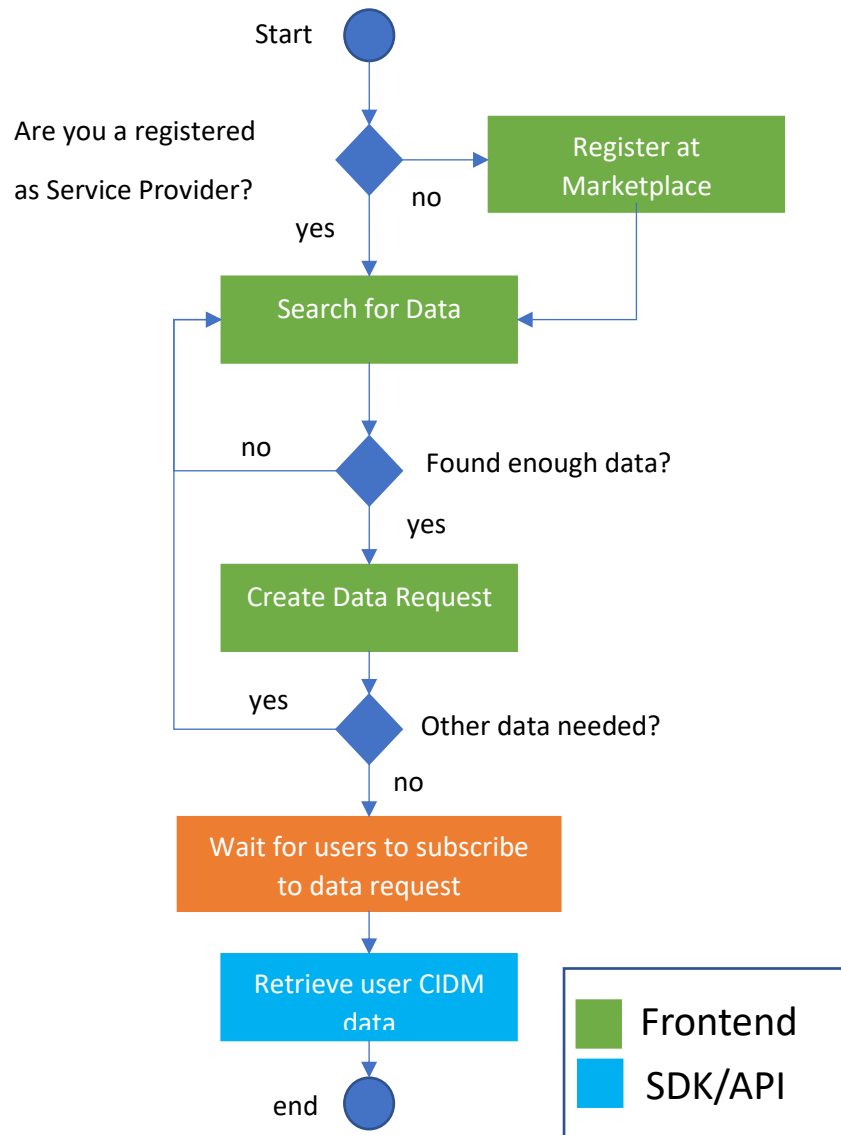 Start
Are you a registered
as Service Provider?
Register at
Marketplace
no
yes
Search for Data
no
Found enough data?
yes
Create Data Request
yes
Other data needed?
no
Wait for users to subscribe
to data request
Retrieve user CIDM
data
Frontend
SDK/API
end